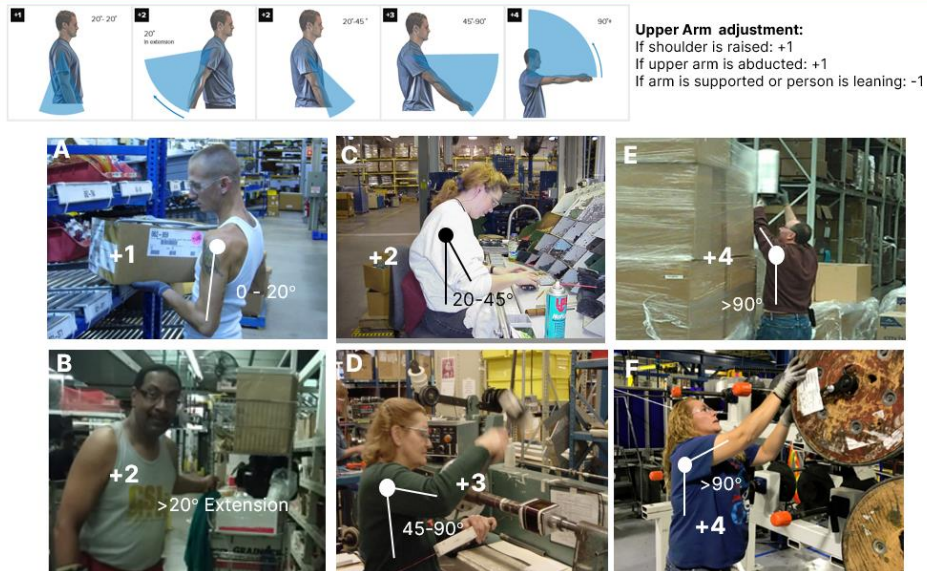 +1
20°- 20°
+2
20°
in extension
+2
20-45 °
+3
45°-90°
+4
90°+
Upper Arm adjustment:
If shoulder is raised: +1
If upper arm is abducted: +1
If arm is supported or person is leaning: -1
A
+1
0 - 20°
C
+2
20-45°
E
+4
>90°
B
+2
>20° Extension
D
+3
45-90°
F
>90°
+4